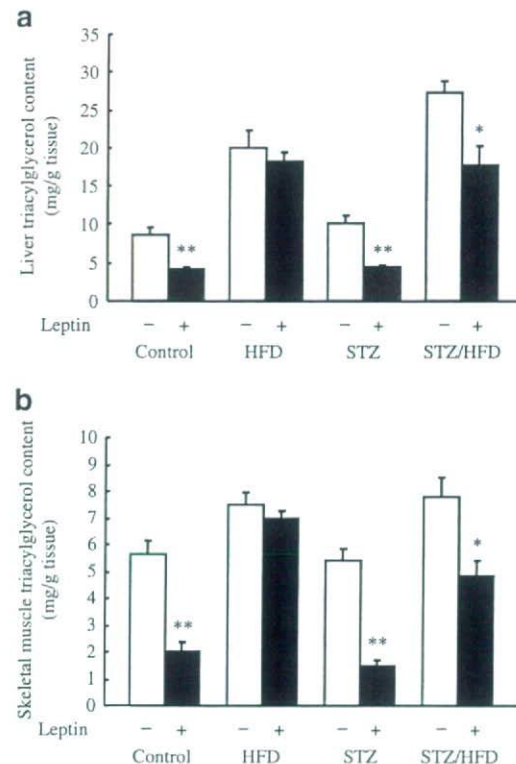 a
Liver triacylglycerol content
(mg/g tissue)
35
30
25
20
15
10
5
0
**
**
*
Leptin − + − + − + − +
Control HFD STZ STZ/HFD
b
Skeletal muscle triacylglycerol content
(mg/g tissue)
10
9
8
7
6
5
4
3
2
1
0
**
**
*
Leptin − + − + − + − +
Control HFD STZ STZ/HFD